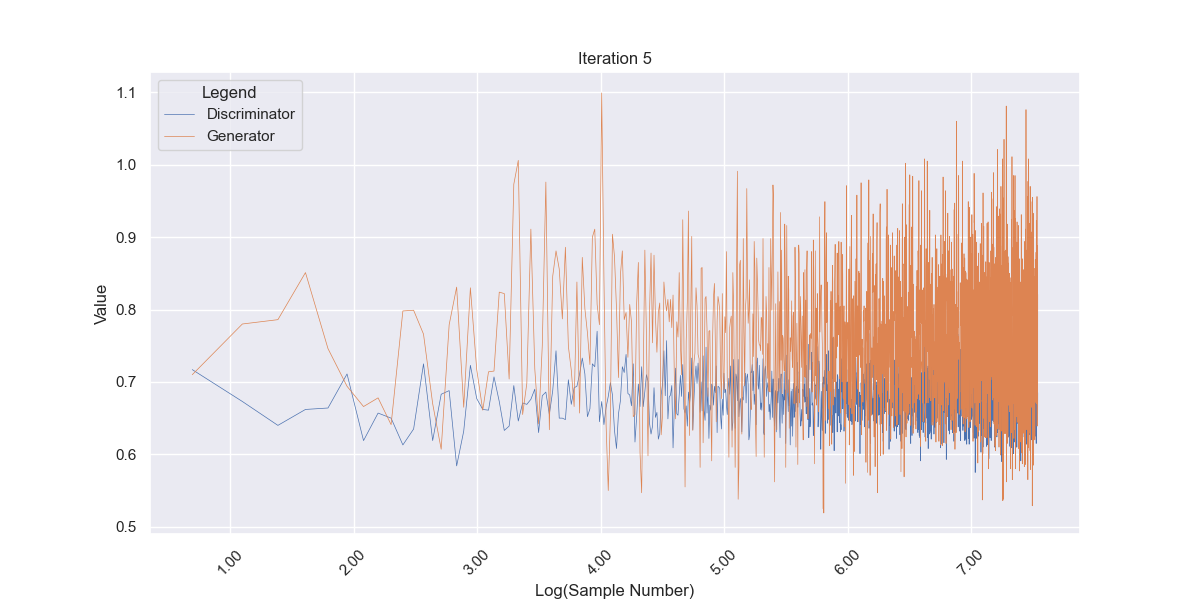 Iteration 5
Legend
Discriminator
Generator
Value
1.1
1.0
0.9
0.8
0.7
0.6
0.5
1.00 2.00 3.00 4.00 5.00 6.00 7.00
Log(Sample Number)